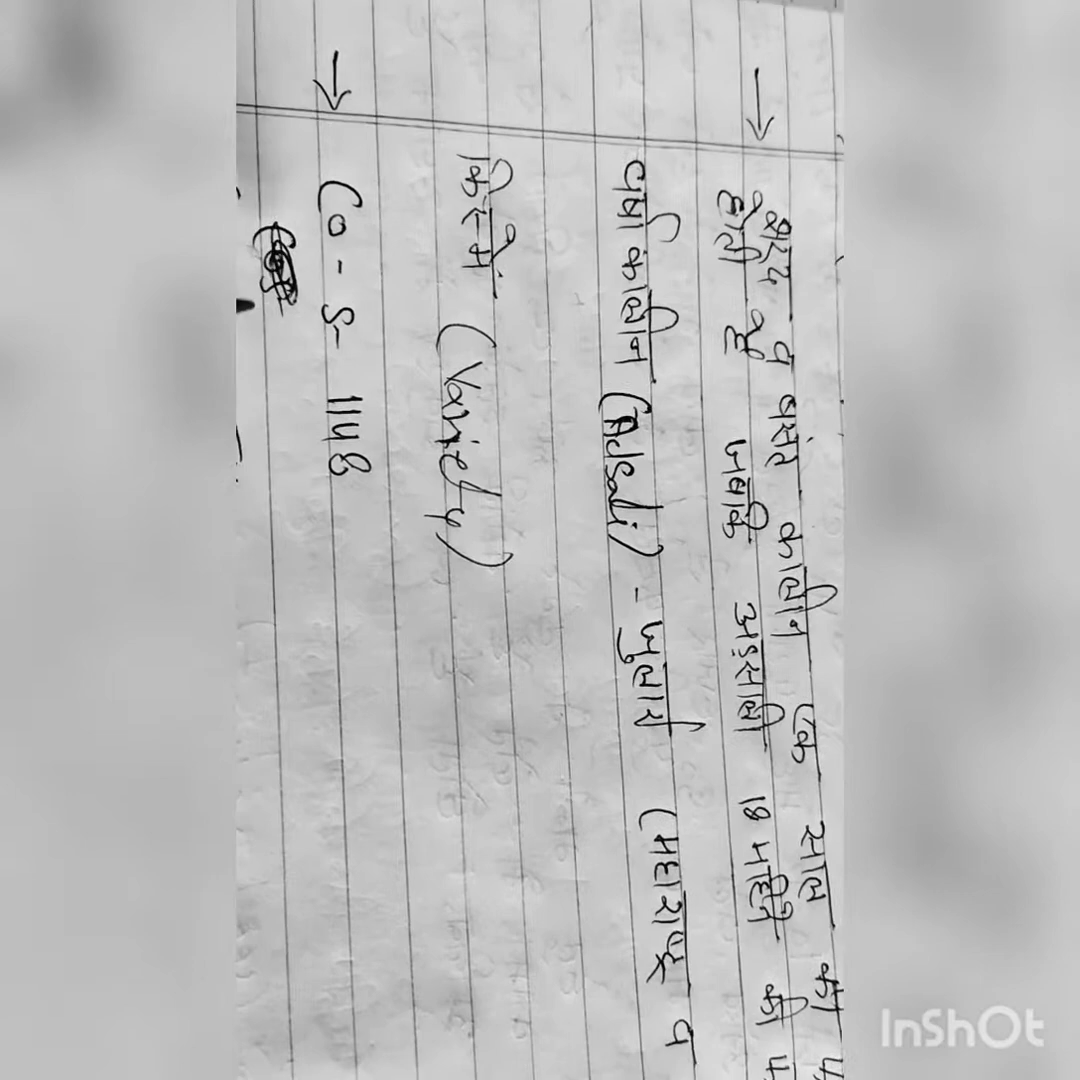 → शरद व बसंत कालीन एक साल की
होती है जबकि अड़साली 18 महिने की
वर्षा कालीन (Adsali) - जुलाई (महाराष्ट्र व
किस्में (Variety)
→ Co - S - 1148
InShOt